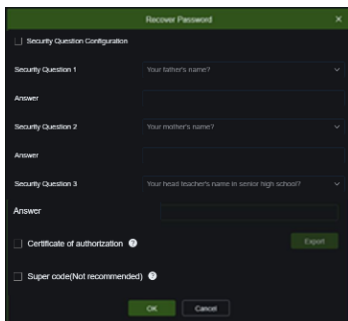 Recover Password
Security Question Configuration
Security Question 1 Your father's name?
Answer
Security Question 2 Your mother's name?
Answer
Security Question 3 Your head teacher's name in senior high school?
Answer
Certificate of authorization ? Export
Super code(Not recommended) ?
OK Cancel